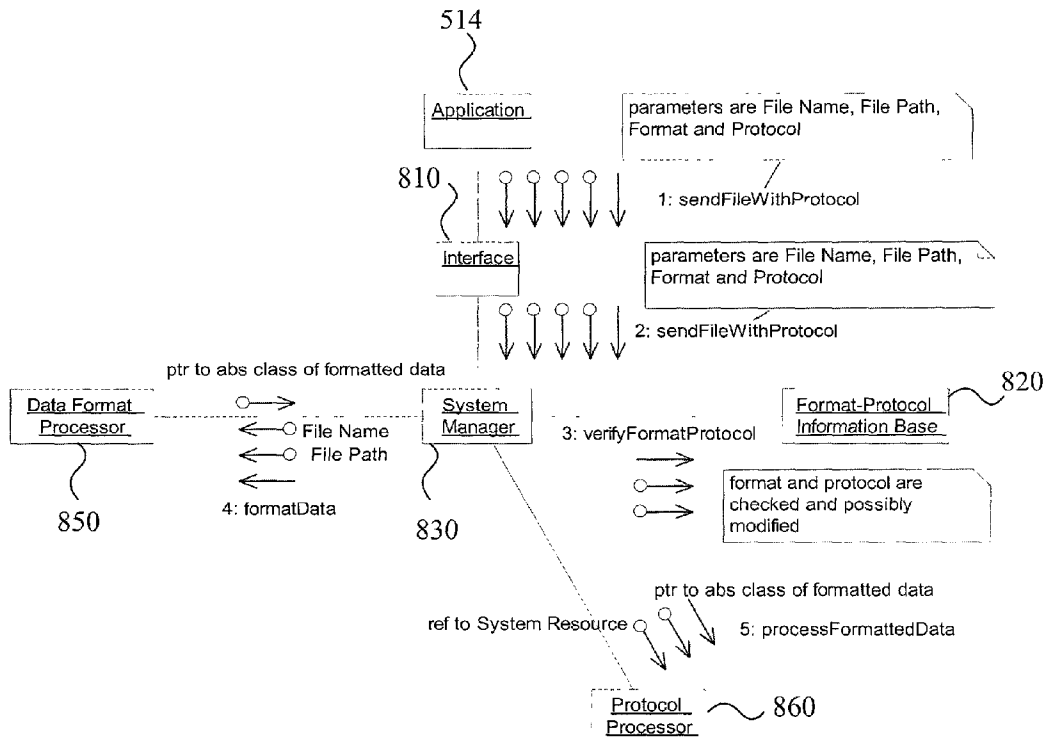 514
Application
parameters are File Name, File Path,
Format and Protocol
810
1: sendFileWithProtocol
Interface
parameters are File Name, File Path,
Format and Protocol
2: sendFileWithProtocol
ptr to abs class of formatted data
820
Data Format
Processor
System
Manager
Format-Protocol
Information Base
File Name
File Path
3: verifyFormatProtocol
4: formatData
850
830
format and protocol are
checked and possibly
modified
ptr to abs class of formatted data
ref to System Resource
5: processFormattedData
Protocol
Processor
860